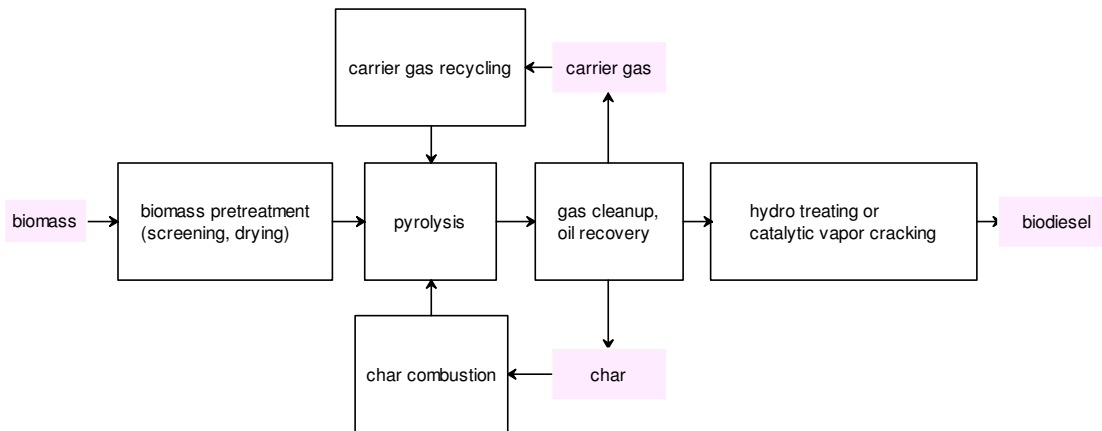 carrier gas recycling
carrier gas
biomass
biomass pretreatment
(screening, drying)
pyrolysis
gas cleanup,
oil recovery
hydro treating or
catalytic vapor cracking
biodiesel
char combustion
char